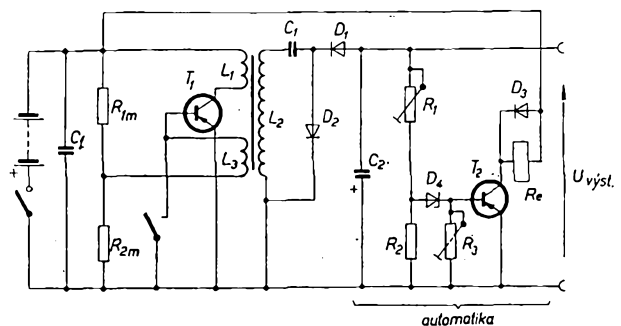 C1 D1
T1 L1
R1m L2 D2 R1 D3
Cf L3 C2 D4 T2 Re Uvýst.
+ R2m + R2 R3
automatika